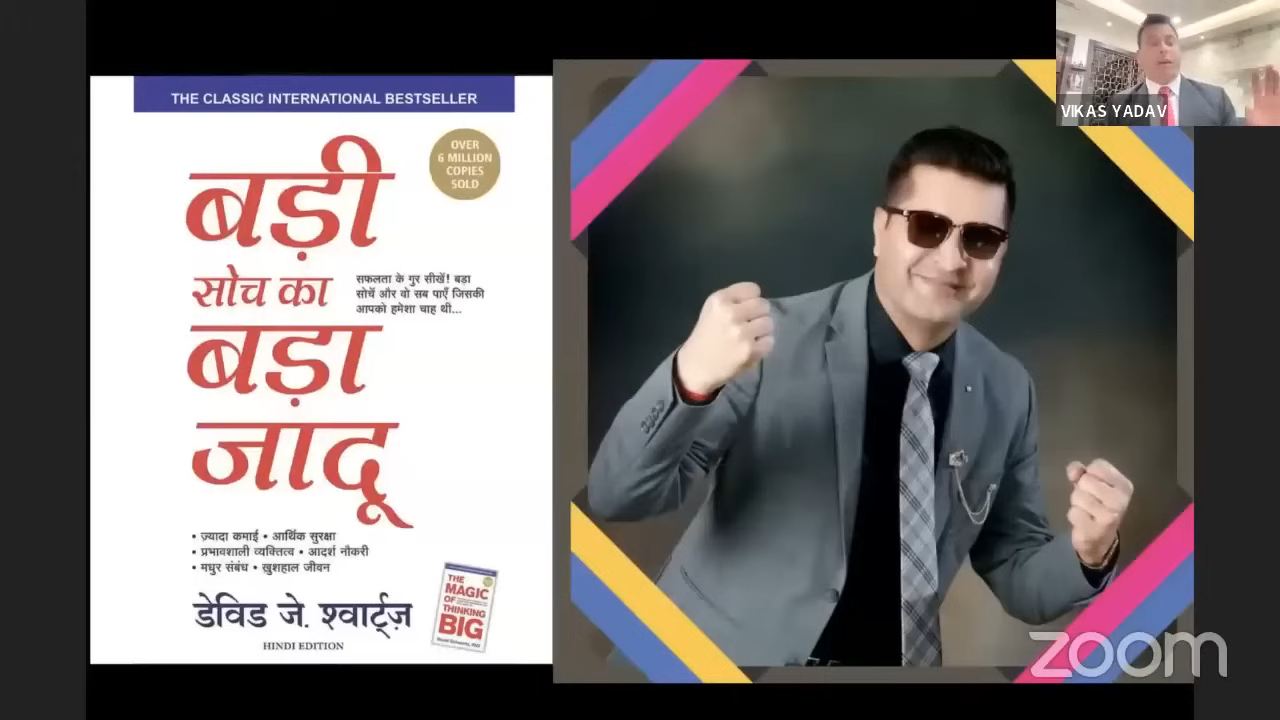 THE CLASSIC INTERNATIONAL BESTSELLER
OVER
6 MILLION
COPIES
SOLD
बड़ी
सोच का
सफलता के गुर सीखें! बड़ा
सोचें और वो सब पाएँ जिसकी
आपको हमेशा चाह थी...
बड़ा
जादू
• ज़्यादा कमाई • आर्थिक सुरक्षा
• प्रभावशाली व्यक्तित्व • आदर्श नौकरी
• मधुर संबंध • ख़ुशहाल जीवन
डेविड जे. श्वार्ट्ज़
HINDI EDITION
THE
MAGIC
OF
THINKING
BIG
VIKAS YADAV
zoom